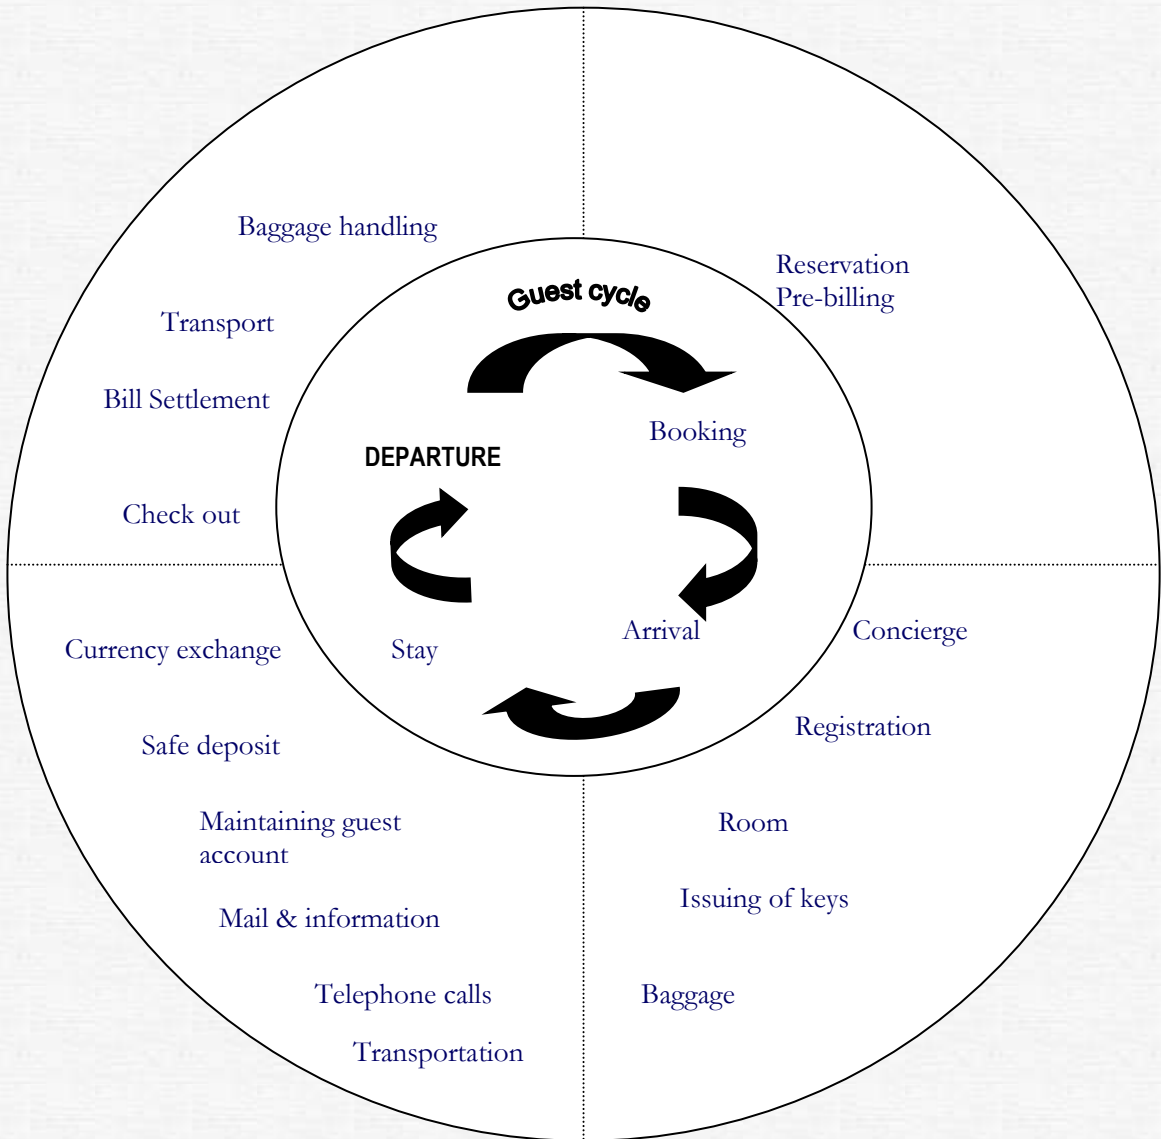 Baggage handling
Reservation
Pre-billing
Guest cycle
Transport
Bill Settlement
Booking
DEPARTURE
Check out
Currency exchange
Stay
Arrival
Concierge
Registration
Safe deposit
Maintaining guest
account
Room
Mail & information
Issuing of keys
Telephone calls
Baggage
Transportation